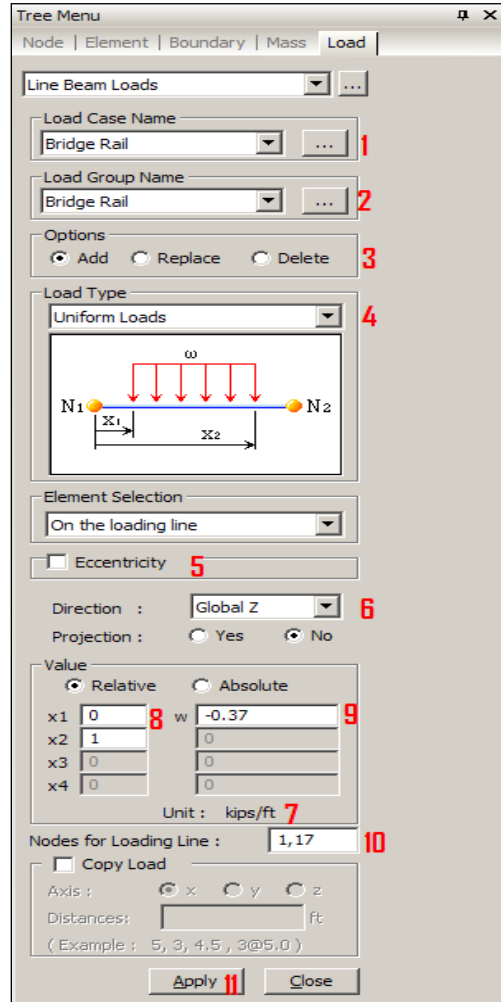 Tree Menu
Node | Element | Boundary | Mass | Load
Line Beam Loads ...
Load Case Name
Bridge Rail ... 1
Load Group Name
Bridge Rail ... 2
Options
Add Replace Delete 3
Load Type
Uniform Loads 4
ω
N1 N2
X1
X2
Element Selection
On the loading line
Eccentricity 5
Direction : Global Z 6
Projection : Yes No
Value
Relative Absolute
x1 0 8 w -0.37 9
x2 1 0
x3 0 0
x4 0 0
Unit : kips/ft 7
Nodes for Loading Line : 1,17 10
Copy Load
Axis : x y z
Distances: ft
( Example : 5, 3, 4.5 , 3@5.0 )
Apply 11 Close